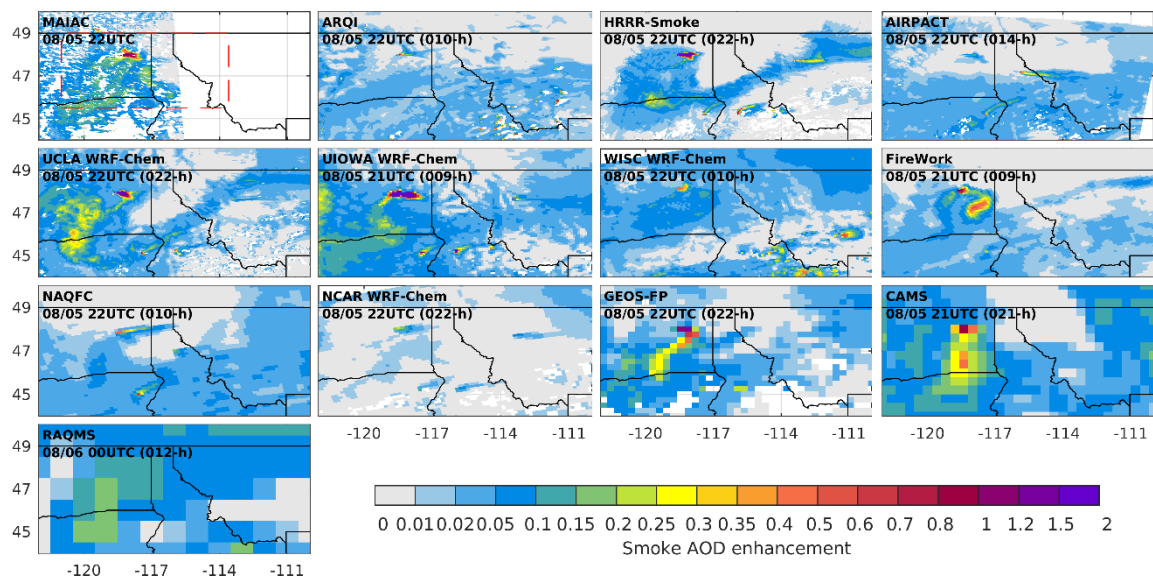 MAIAC
08/05 22UTC
ARQI
08/05 22UTC (010-h)
HRRR-Smoke
08/05 22UTC (022-h)
AIRPACT
08/05 22UTC (014-h)
49
47
45
UCLA WRF-Chem
08/05 22UTC (022-h)
UIOWA WRF-Chem
08/05 21UTC (009-h)
WISC WRF-Chem
08/05 22UTC (010-h)
FireWork
08/05 21UTC (009-h)
49
47
45
NAQFC
08/05 22UTC (010-h)
NCAR WRF-Chem
08/05 22UTC (022-h)
GEOS-FP
08/05 22UTC (022-h)
CAMS
08/05 21UTC (021-h)
49
47
45
-120 -117 -114 -111
-120 -117 -114 -111
-120 -117 -114 -111
RAQMS
08/06 00UTC (012-h)
49
47
45
-120 -117 -114 -111
0 0.01 0.02 0.05 0.1 0.15 0.2 0.25 0.3 0.35 0.4 0.5 0.6 0.7 0.8 1 1.2 1.5 2
Smoke AOD enhancement